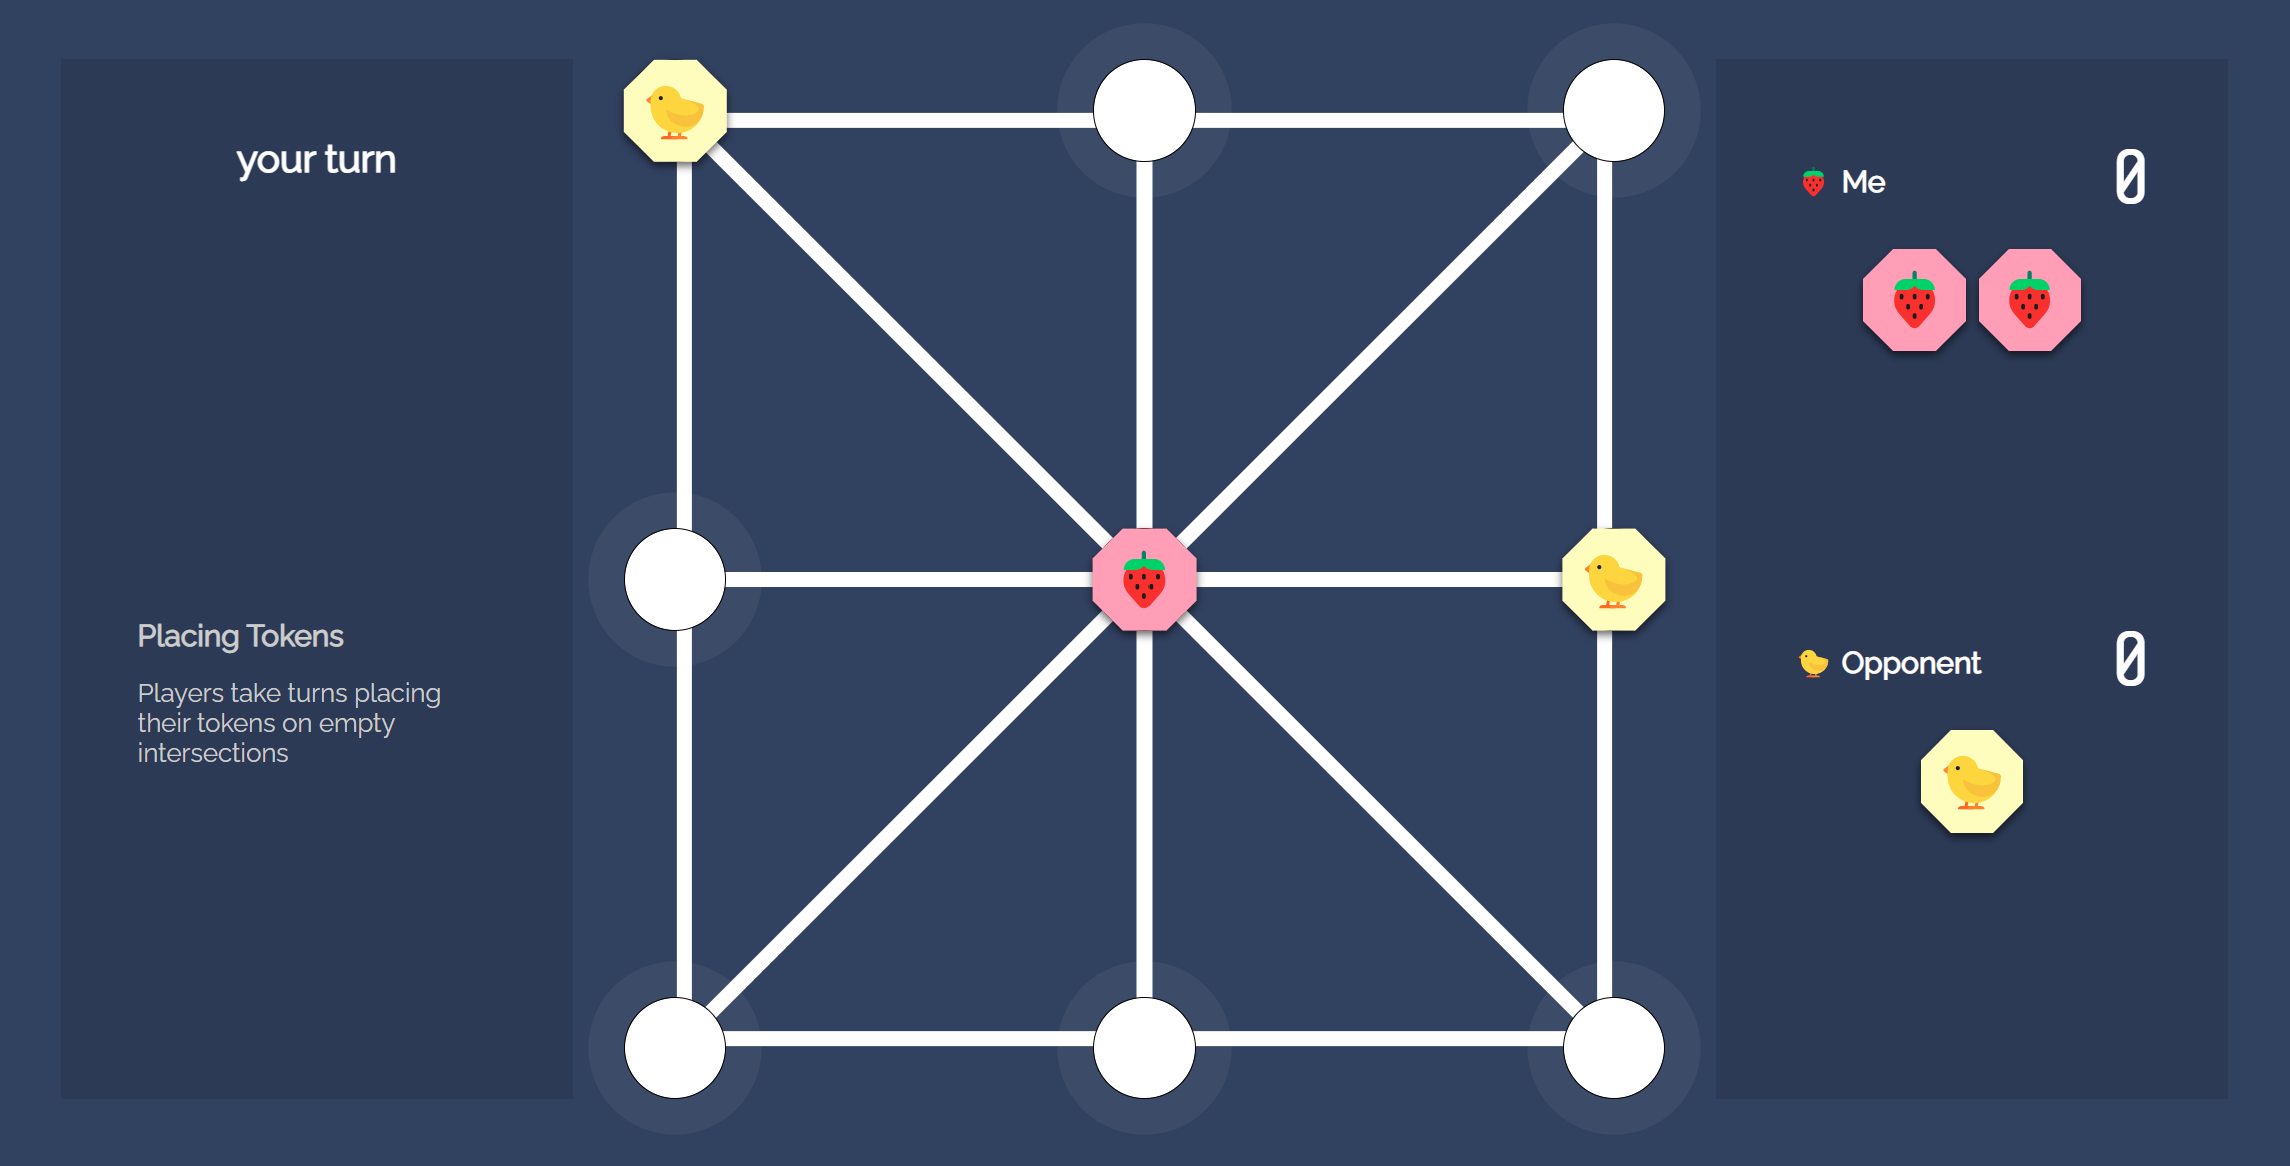 your turn
Placing Tokens
Players take turns placing
their tokens on empty
intersections
Me
0
Opponent
0